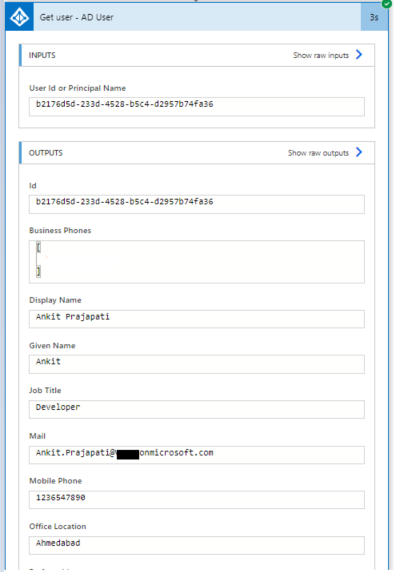 Get user - AD User
3s
INPUTS
Show raw inputs
User Id or Principal Name
b2176d5d-233d-4528-b5c4-d2957b74fa36
OUTPUTS
Show raw outputs
Id
b2176d5d-233d-4528-b5c4-d2957b74fa36
Business Phones
[
]
Display Name
Ankit Prajapati
Given Name
Ankit
Job Title
Developer
Mail
Ankit.Prajapati@ onmicrosoft.com
Mobile Phone
1236547890
Office Location
Ahmedabad